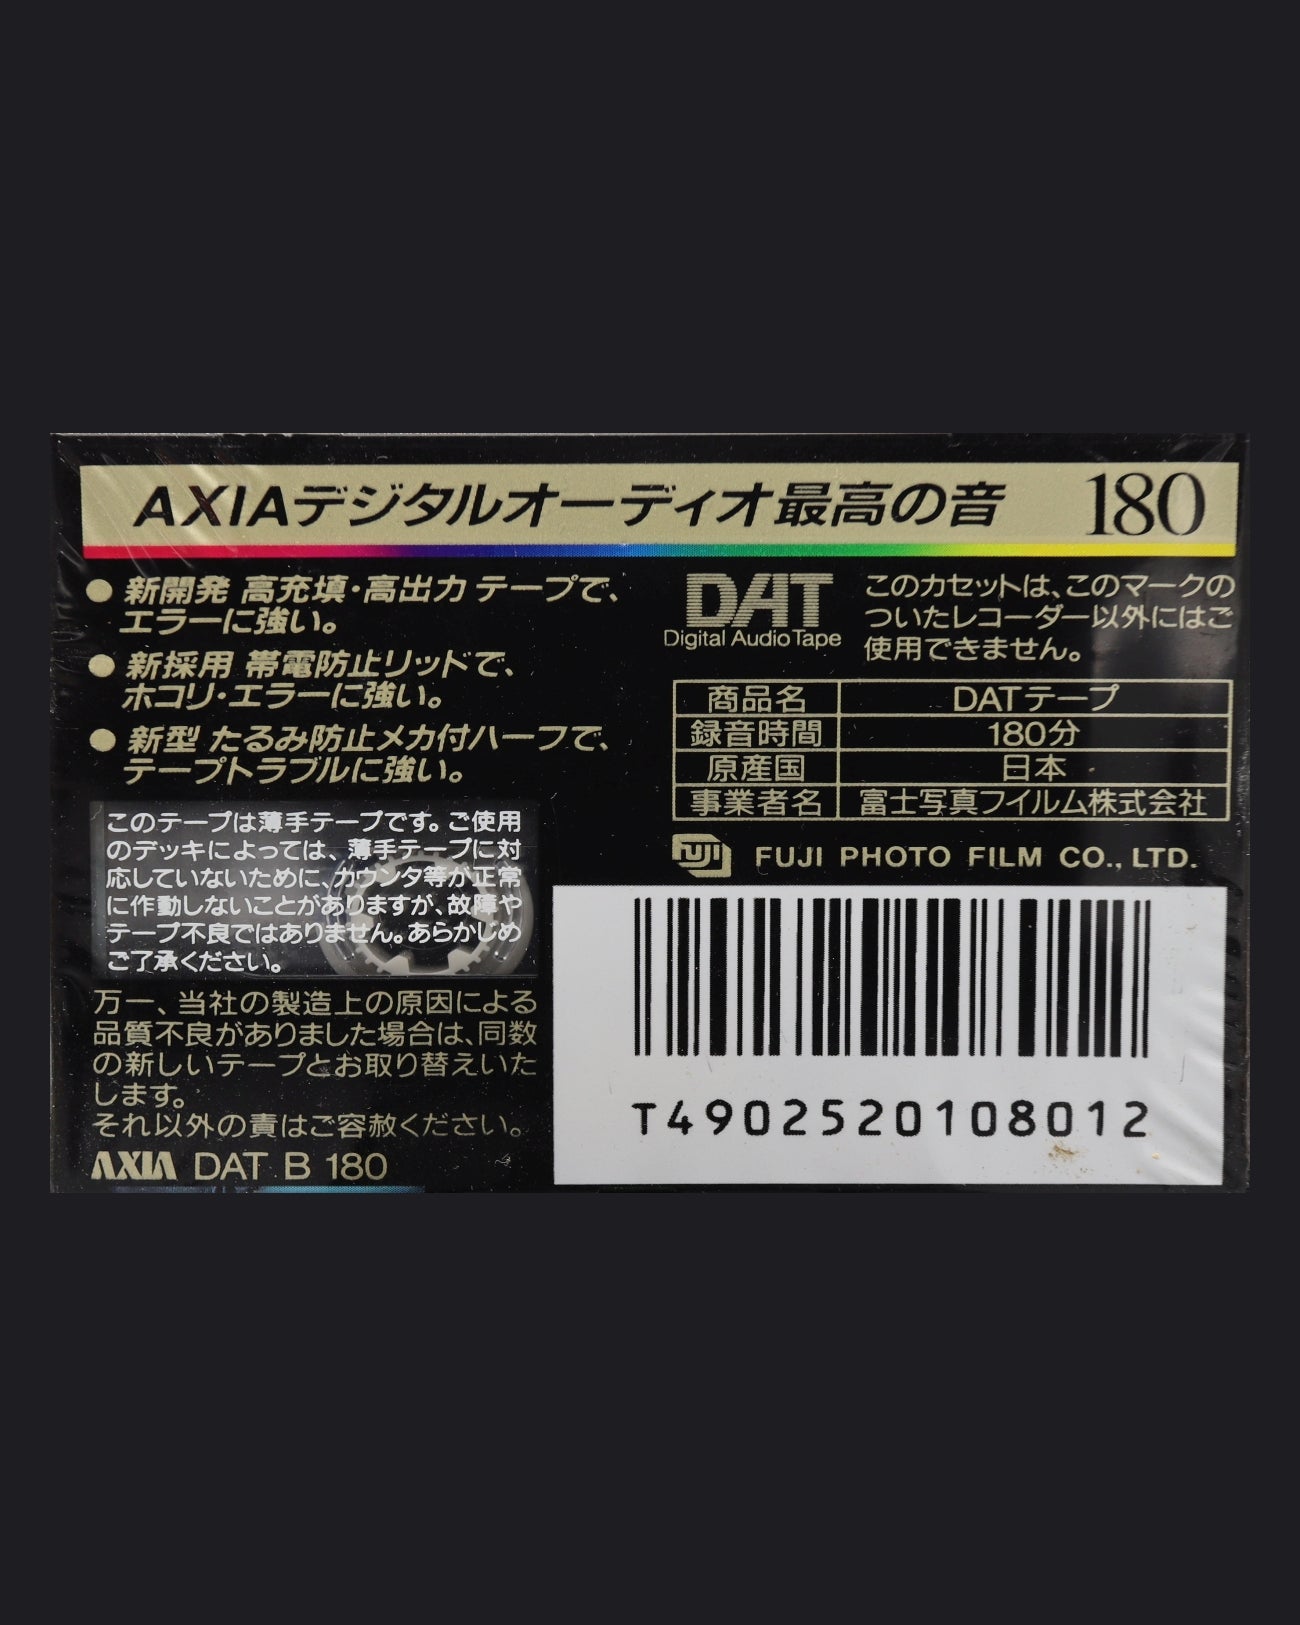 AXIAデジタルオーディオ最高の音 180
● 新開発 高充填・高出力 テープで、
エラーに強い。
● 新採用 帯電防止リッドで、
ホコリ・エラーに強い。
● 新型 たるみ防止メカ付ハーフで、
テープトラブルに強い。
このテープは薄手テープです。ご使用
のデッキによっては、薄手テープに対
応していないために、カウンタ等が正常
に作動しないことがありますが、故障や
テープ不良ではありません。あらかじめ
ご了承ください。
万一、当社の製造上の原因による
品質不良がありました場合は、同数
の新しいテープとお取り替えいた
します。
それ以外の責はご容赦ください。
AXIA DAT B 180
DAT
Digital Audio Tape
このカセットは、このマークの
ついたレコーダー以外にはご
使用できません。
商品名 DATテープ
録音時間 180分
原産国 日本
事業者名 富士写真フイルム株式会社
FUJI FUJI PHOTO FILM CO., LTD.
T4902520108012